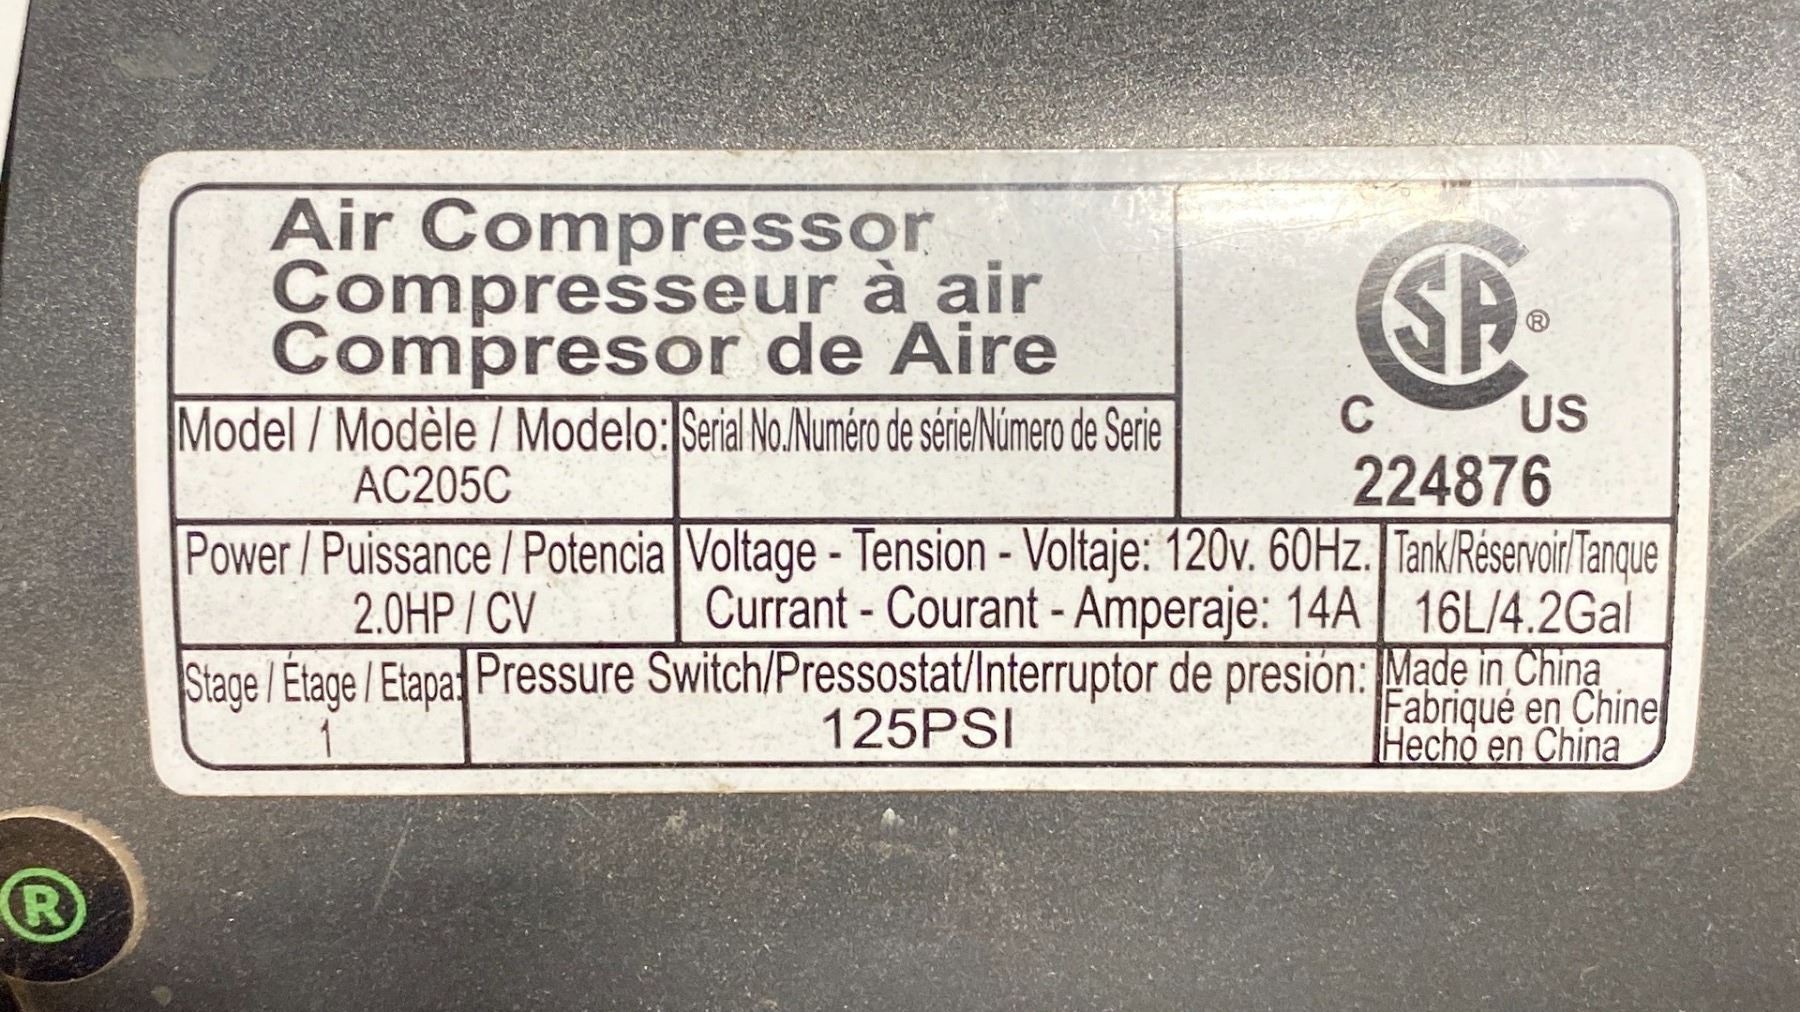 Air Compressor
Compresseur à air
Compresor de Aire
CSA ®
C US
224876
Model / Modèle / Modelo:
AC205C
Serial No./Numéro de série/Número de Serie
Power / Puissance / Potencia
2.0HP / CV
Voltage - Tension - Voltaje: 120v. 60Hz.
Currant - Courant - Amperaje: 14A
Tank/Réservoir/Tanque
16L/4.2Gal
Stage / Étage / Etapa:
1
Pressure Switch/Pressostat/Interruptor de presión:
125PSI
Made in China
Fabriqué en Chine
Hecho en China
®